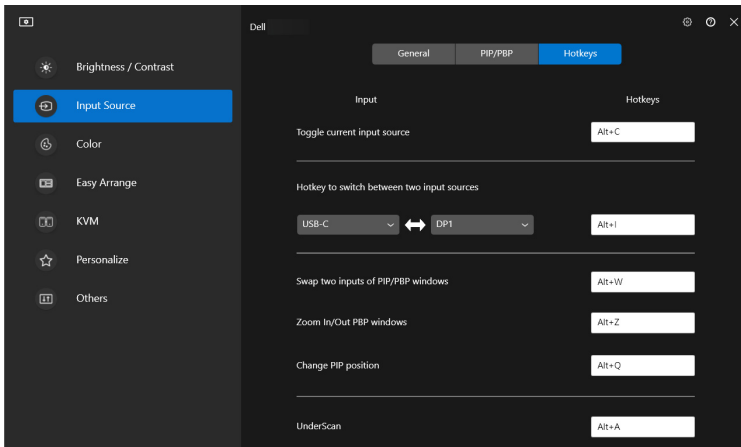 Dell
Brightness / Contrast
Input Source
Color
Easy Arrange
KVM
Personalize
Others
General PIP/PBP Hotkeys
Input Hotkeys
Toggle current input source Alt+C
Hotkey to switch between two input sources
USB-C DP1 Alt+I
Swap two inputs of PIP/PBP windows Alt+W
Zoom In/Out PBP windows Alt+Z
Change PIP position Alt+Q
UnderScan Alt+A